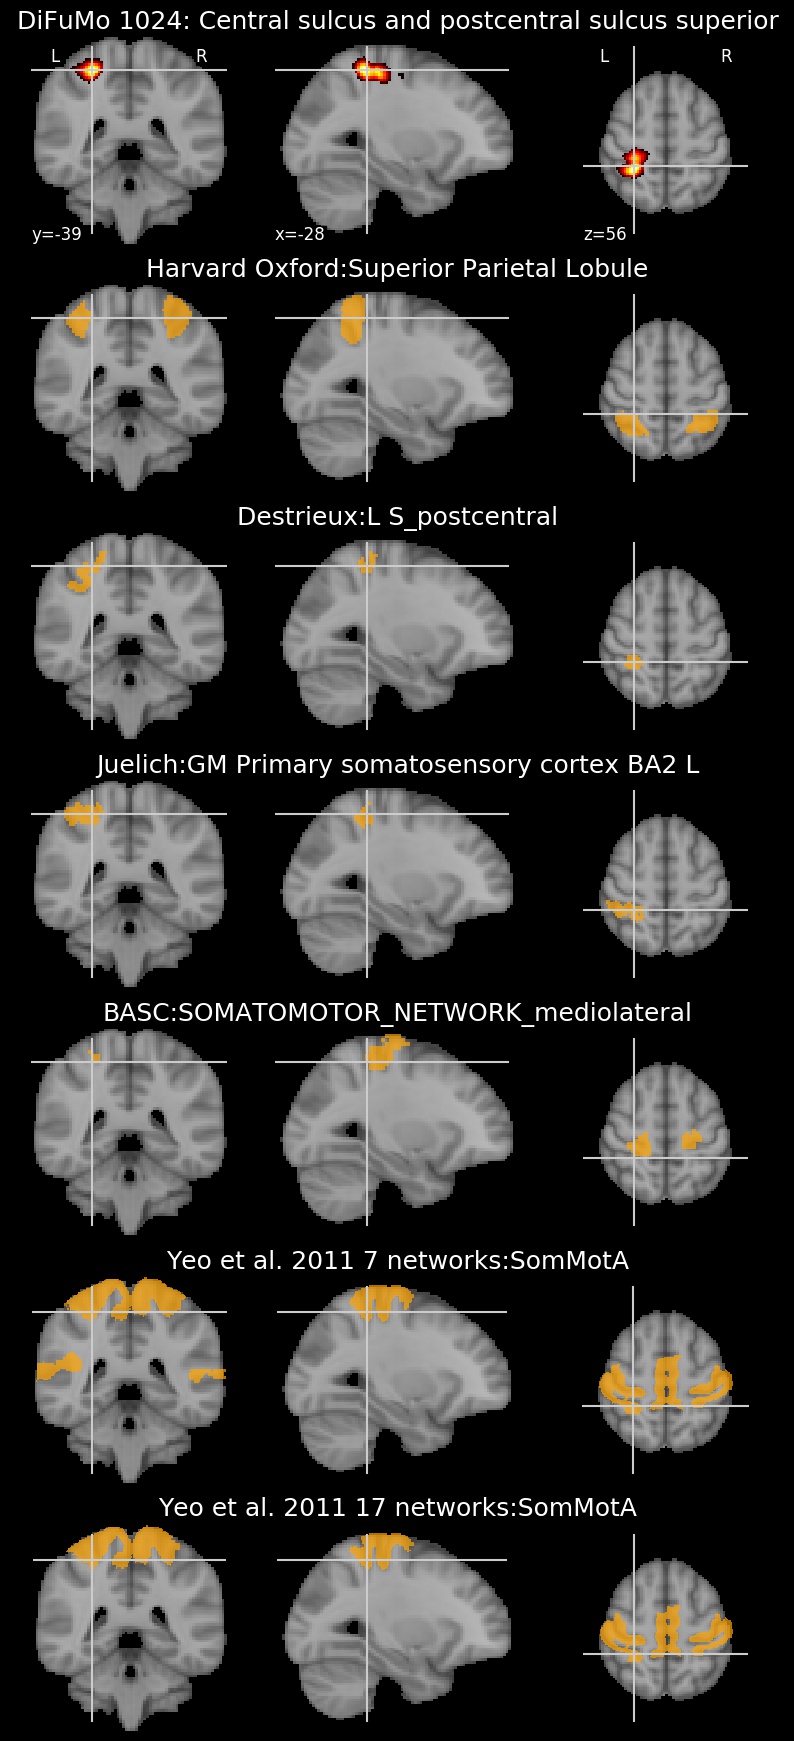 DiFuMo 1024: Central sulcus and postcentral sulcus superior
L R L R
y=-39 x=-28 z=56
Harvard Oxford:Superior Parietal Lobule
Destrieux:L S_postcentral
Juelich:GM Primary somatosensory cortex BA2 L
BASC:SOMATOMOTOR_NETWORK_mediolateral
Yeo et al. 2011 7 networks:SomMotA
Yeo et al. 2011 17 networks:SomMotA